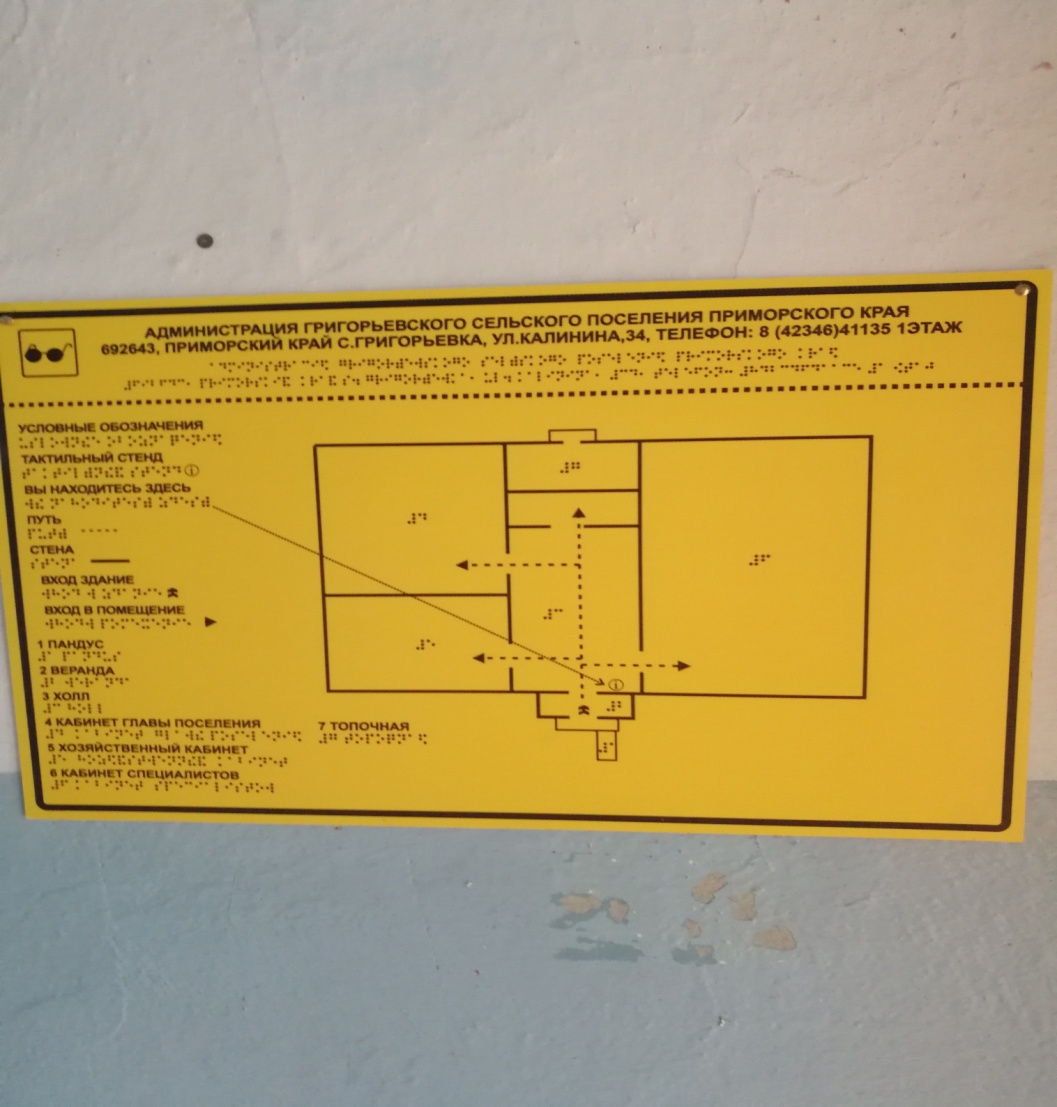 АДМИНИСТРАЦИЯ ГРИГОРЬЕВСКОГО СЕЛЬСКОГО ПОСЕЛЕНИЯ ПРИМОРСКОГО КРАЯ
692643, ПРИМОРСКИЙ КРАЙ С.ГРИГОРЬЕВКА, УЛ.КАЛИНИНА,34, ТЕЛЕФОН: 8 (42346)41135 1ЭТАЖ
УСЛОВНЫЕ ОБОЗНАЧЕНИЯ
ТАКТИЛЬНЫЙ СТЕНД
ВЫ НАХОДИТЕСЬ ЗДЕСЬ
ПУТЬ
СТЕНА
ВХОД ЗДАНИЕ
ВХОД В ПОМЕЩЕНИЕ
1 ПАНДУС
2 ВЕРАНДА
3 ХОЛЛ
4 КАБИНЕТ ГЛАВЫ ПОСЕЛЕНИЯ
5 ХОЗЯЙСТВЕННЫЙ КАБИНЕТ
6 КАБИНЕТ СПЕЦИАЛИСТОВ
7 ТОПОЧНАЯ